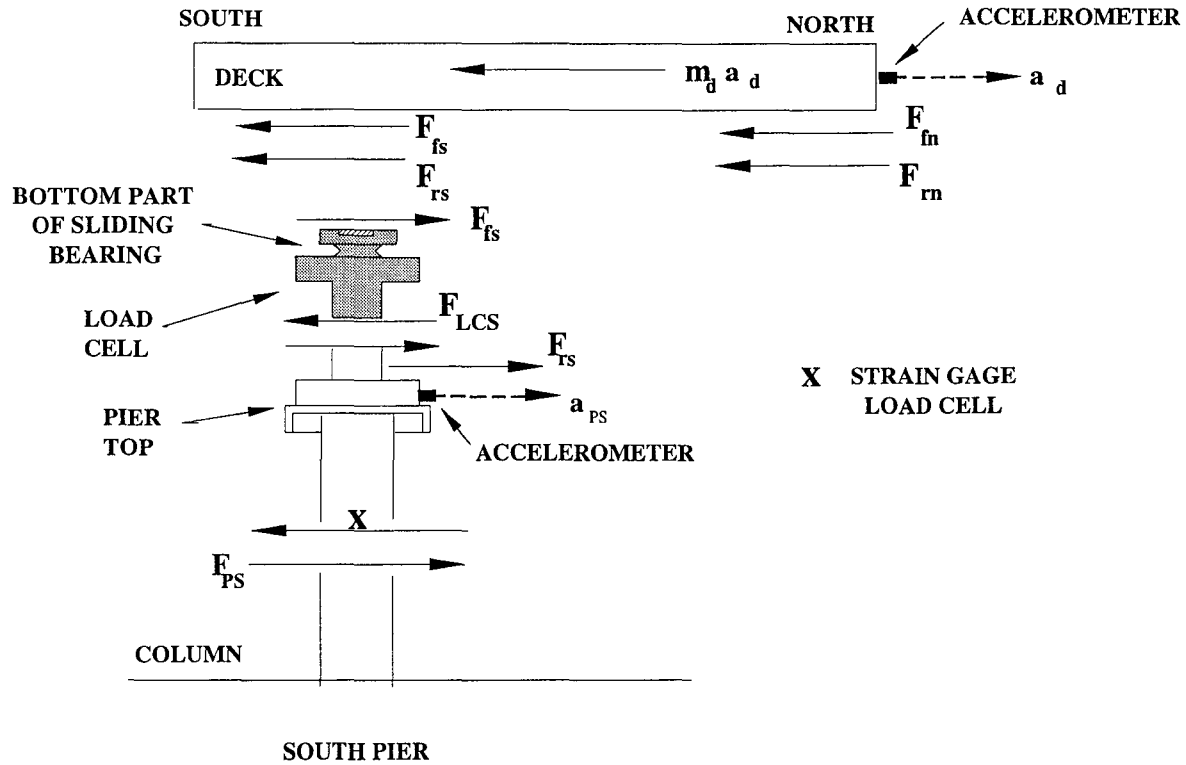 SOUTH
NORTH
ACCELEROMETER
DECK
m_d a_d
a_d
F_fs
F_fn
F_rs
F_rn
BOTTOM PART
OF SLIDING
BEARING
F_fs
LOAD
CELL
F_LCS
F_rs
X STRAIN GAGE
LOAD CELL
a_PS
PIER
TOP
ACCELEROMETER
X
F_PS
COLUMN
SOUTH PIER